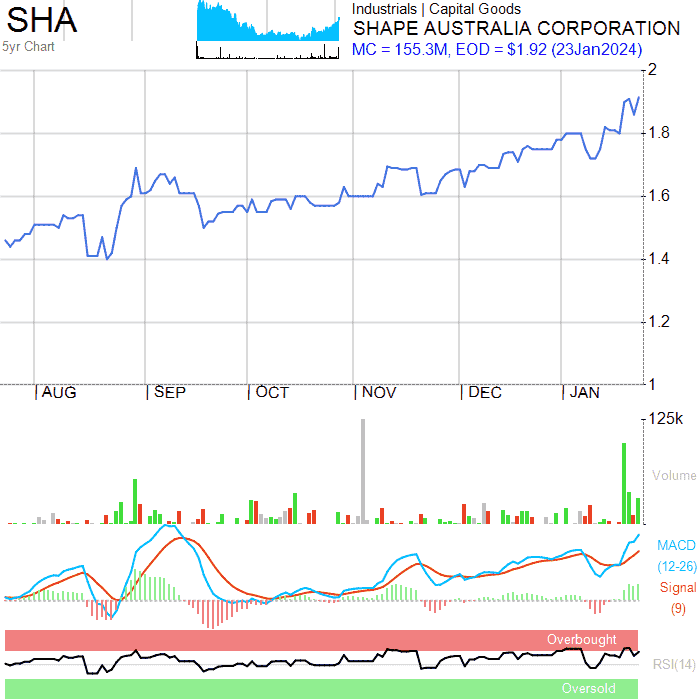 SHA
5yr Chart
Industrials | Capital Goods
SHAPE AUSTRALIA CORPORATION
MC = 155.3M, EOD = $1.92 (23Jan2024)
2
1.8
1.6
1.4
1.2
1
AUG SEP OCT NOV DEC JAN
125k
Volume
MACD
(12-26)
Signal
(9)
Overbought
RSI(14)
Oversold